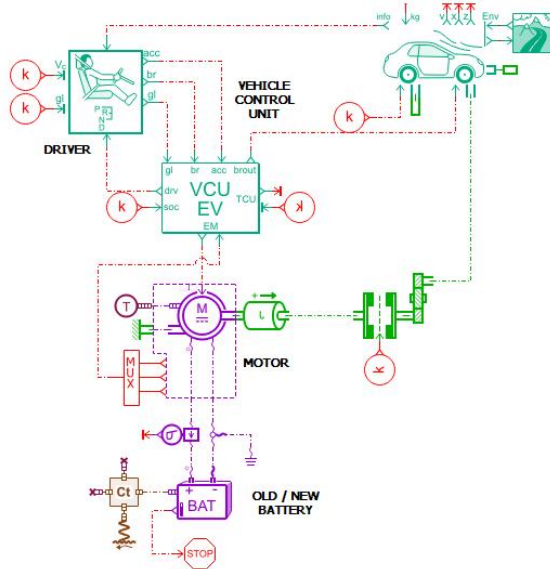 info
kg
v
x
z
Env
acc
Vc
br
k
gl
gl
k
P
R
N
D
VEHICLE
CONTROL
UNIT
k
DRIVER
gl
br
acc
brout
VCU
EV
drv
TCU
k
soc
k
EM
T
M
J
MOTOR
MUX
k
+
-
BAT
Ct
OLD / NEW
BATTERY
STOP